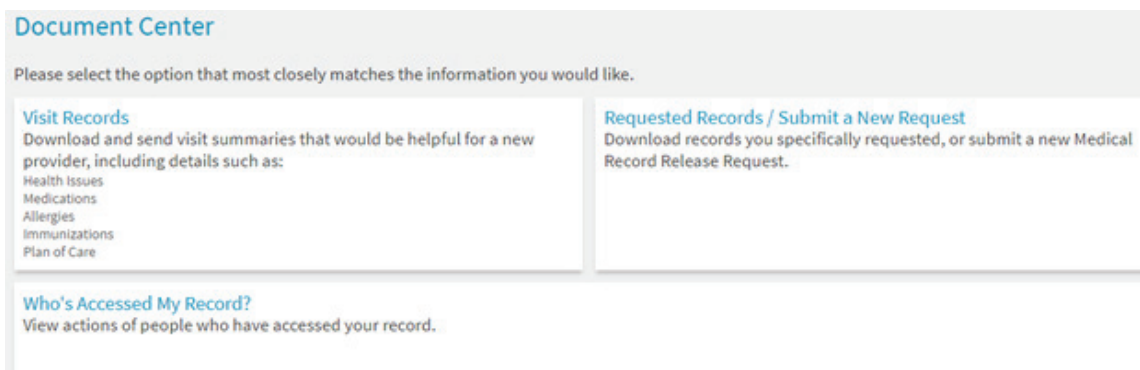 Document Center
Please select the option that most closely matches the information you would like.
Visit Records
Download and send visit summaries that would be helpful for a new
provider, including details such as:
Health Issues
Medications
Allergies
Immunizations
Plan of Care
Requested Records / Submit a New Request
Download records you specifically requested, or submit a new Medical
Record Release Request.
Who's Accessed My Record?
View actions of people who have accessed your record.